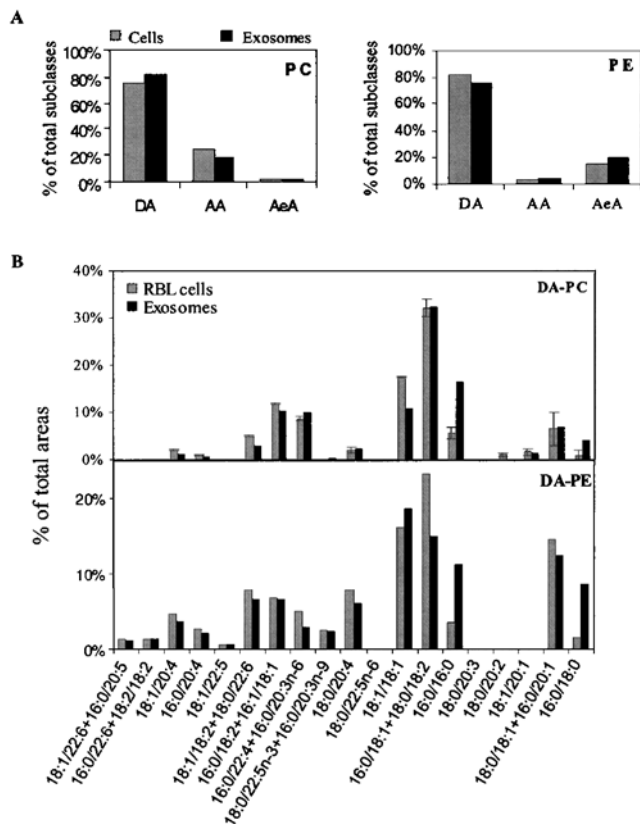 A
Cells Exosomes
PC
% of total subclasses
100%
80%
60%
40%
20%
0%
DA AA AeA
PE
% of total subclasses
100%
80%
60%
40%
20%
0%
DA AA AeA
B
RBL cells
Exosomes
DA-PC
% of total areas
40%
30%
20%
10%
0%
DA-PE
20%
10%
0%
18:1/22:6+16:0/20:5
16:0/22:6+18:2/18:2
18:1/20:4
16:0/20:4
18:1/22:5
18:1/18:2+18:0/22:6
16:0/18:2+16:1/18:1
16:0/22:4+16:0/20:3n-6
18:0/22:5n-3+16:0/20:3n-9
18:0/20:4
18:0/22:5n-6
18:1/18:1
16:0/18:1+18:0/18:2
16:0/16:0
18:0/20:3
18:0/20:2
18:1/20:1
18:0/18:1+16:0/20:1
16:0/18:0